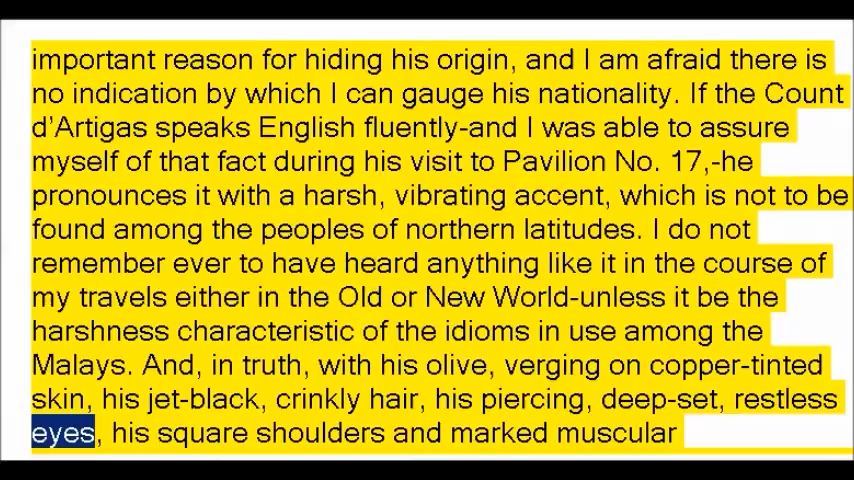 important reason for hiding his origin, and I am afraid there is
no indication by which I can gauge his nationality. If the Count
d'Artigas speaks English fluently-and I was able to assure
myself of that fact during his visit to Pavilion No. 17,-he
pronounces it with a harsh, vibrating accent, which is not to be
found among the peoples of northern latitudes. I do not
remember ever to have heard anything like it in the course of
my travels either in the Old or New World-unless it be the
harshness characteristic of the idioms in use among the
Malays. And, in truth, with his olive, verging on copper-tinted
skin, his jet-black, crinkly hair, his piercing, deep-set, restless
eyes, his square shoulders and marked muscular